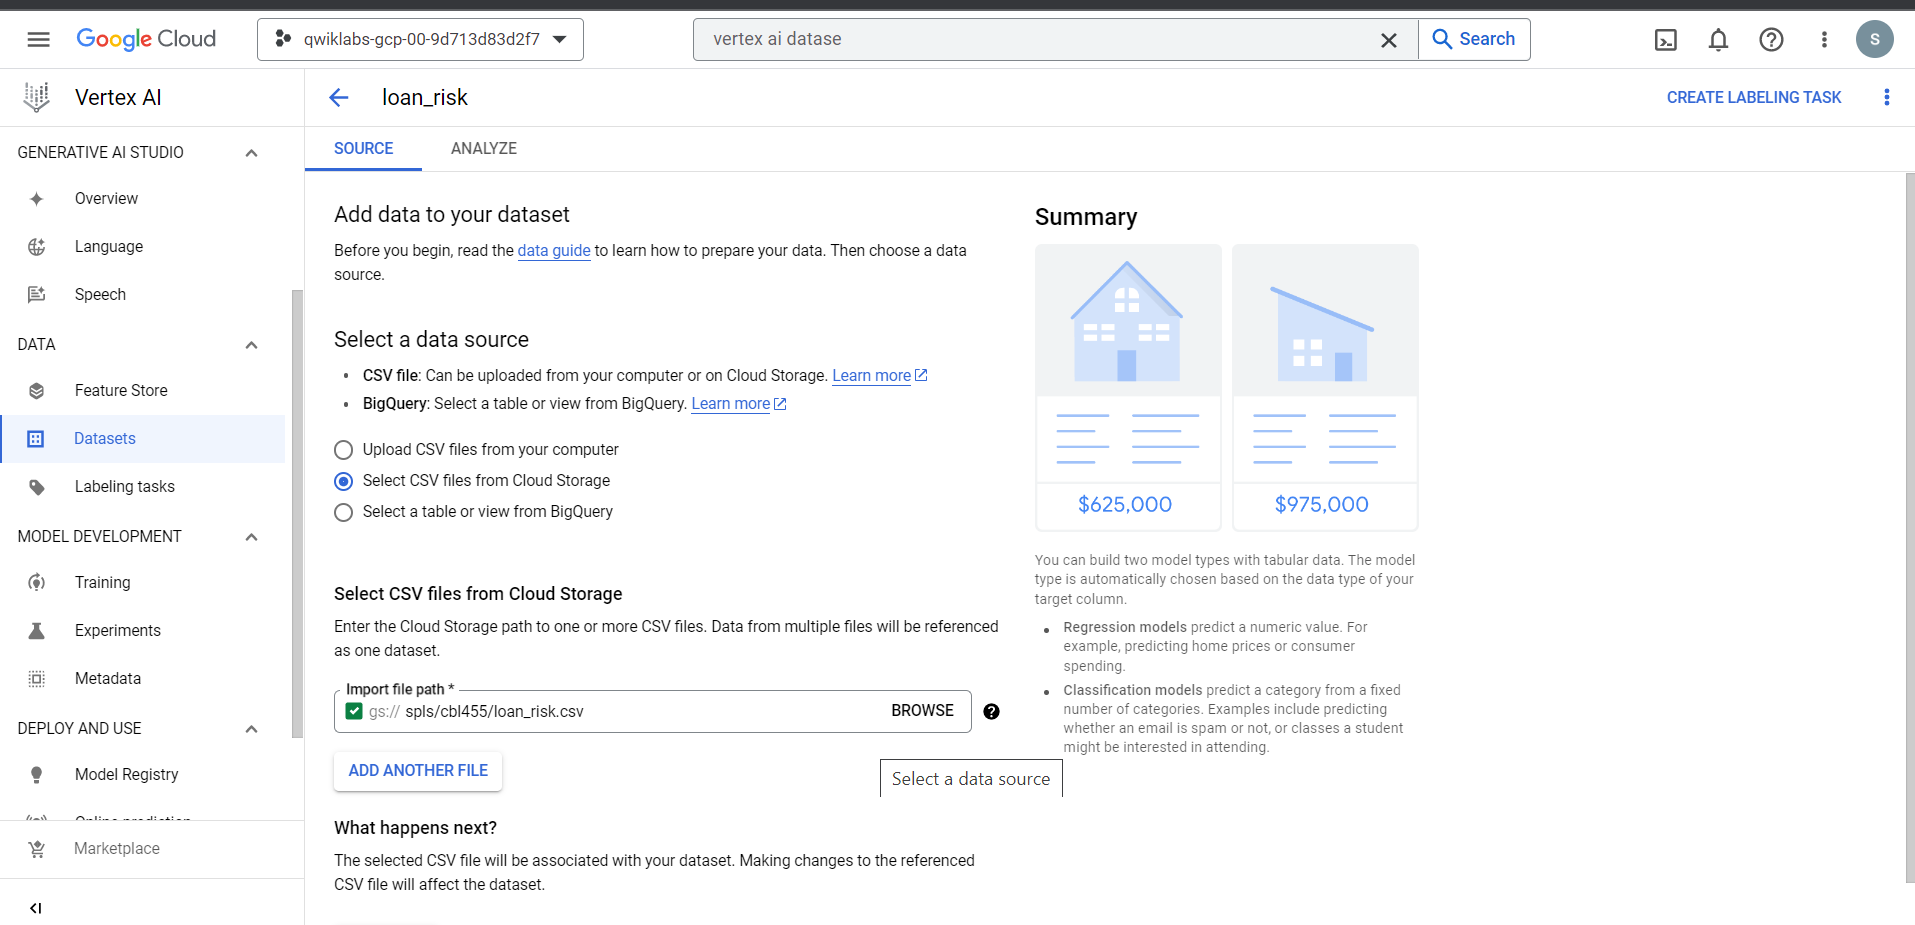 Google Cloud
qwiklabs-gcp-00-9d713d83d2f7
vertex ai datase
Search
S
Vertex AI
loan_risk
CREATE LABELING TASK
GENERATIVE AI STUDIO
Overview
Language
Speech
DATA
Feature Store
Datasets
Labeling tasks
MODEL DEVELOPMENT
Training
Experiments
Metadata
DEPLOY AND USE
Model Registry
Online prediction
Marketplace
SOURCE
ANALYZE
Add data to your dataset
Before you begin, read the data guide to learn how to prepare your data. Then choose a data
source.
Select a data source
• CSV file: Can be uploaded from your computer or on Cloud Storage. Learn more
• BigQuery: Select a table or view from BigQuery. Learn more
Upload CSV files from your computer
Select CSV files from Cloud Storage
Select a table or view from BigQuery
Select CSV files from Cloud Storage
Enter the Cloud Storage path to one or more CSV files. Data from multiple files will be referenced
as one dataset.
Import file path *
gs:// spls/cbl455/loan_risk.csv
BROWSE
ADD ANOTHER FILE
Select a data source
What happens next?
The selected CSV file will be associated with your dataset. Making changes to the referenced
CSV file will affect the dataset.
Summary
$625,000
$975,000
You can build two model types with tabular data. The model
type is automatically chosen based on the data type of your
target column.
• Regression models predict a numeric value. For
example, predicting home prices or consumer
spending.
• Classification models predict a category from a fixed
number of categories. Examples include predicting
whether an email is spam or not, or classes a student
might be interested in attending.